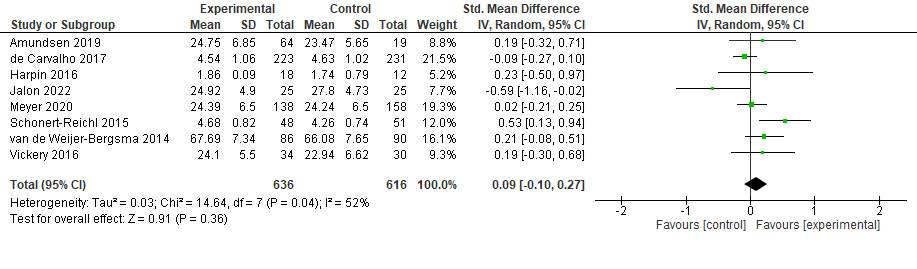 Experimental Control Std. Mean Difference Std. Mean Difference
Study or Subgroup Mean SD Total Mean SD Total Weight IV, Random, 95% CI IV, Random, 95% CI
Amundsen 2019 24.75 6.85 64 23.47 5.65 19 8.8% 0.19 [-0.32, 0.71]
de Carvalho 2017 4.54 1.06 223 4.63 1.02 231 21.5% -0.09 [-0.27, 0.10]
Harpin 2016 1.86 0.09 18 1.74 0.79 12 5.2% 0.23 [-0.50, 0.97]
Jalon 2022 24.92 4.9 25 27.8 4.73 25 7.6% -0.59 [-1.16, -0.02]
Meyer 2020 24.39 6.5 138 24.24 6.5 158 19.1% 0.02 [-0.21, 0.25]
Schonert-Reichl 2015 4.68 0.82 48 4.26 0.74 51 12.0% 0.53 [0.13, 0.94]
van de Weijer-Bergsma 2014 67.69 7.34 86 66.08 7.65 90 16.1% 0.21 [-0.08, 0.51]
Vickery 2016 24.1 5.5 34 22.94 6.62 30 9.3% 0.19 [-0.30, 0.68]
Total (95% CI) 636 616 100.0% 0.09 [-0.10, 0.27]
Heterogeneity: Tau² = 0.03; Chi² = 14.64, df = 7 (P = 0.04); I² = 52%
Test for overall effect: Z = 0.91 (P = 0.36)
-2 -1 0 1 2
Favours [control] Favours [experimental]